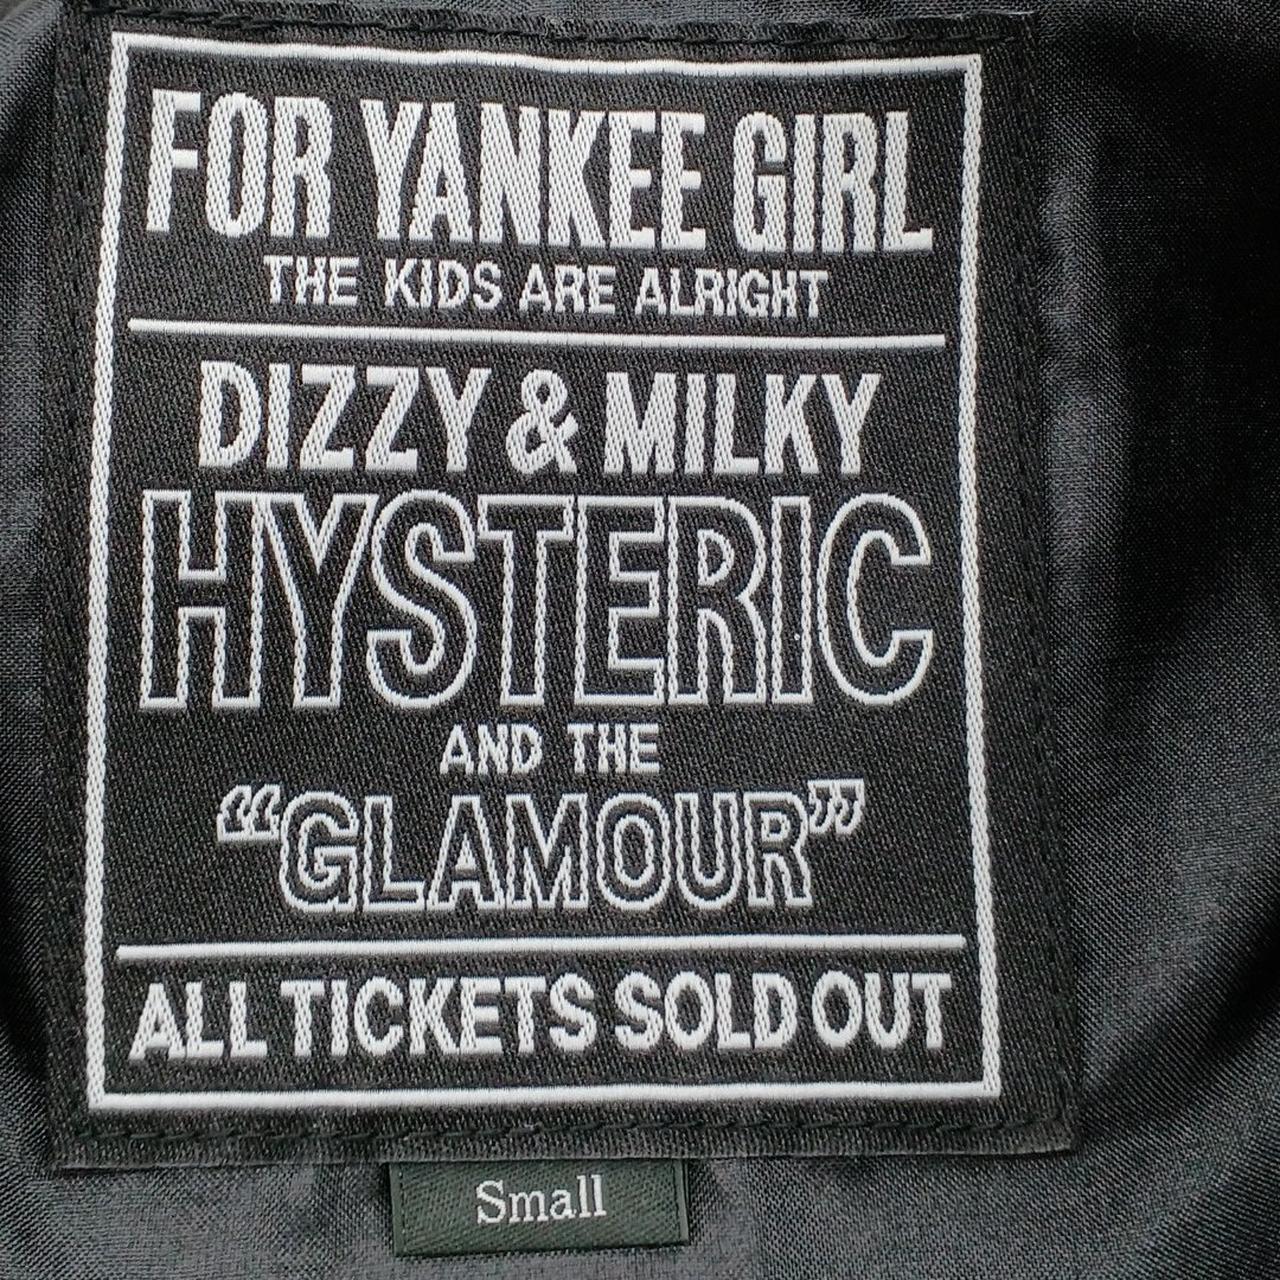 FOR YANKEE GIRL
THE KIDS ARE ALRIGHT
DIZZY & MILKY
HYSTERIC
AND THE
“GLAMOUR”
ALL TICKETS SOLD OUT
Small